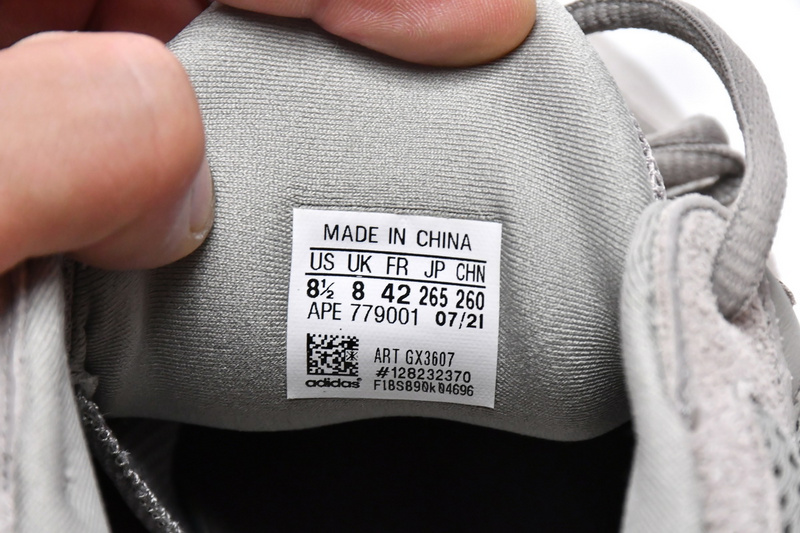 MADE IN CHINA
US UK FR JP CHN
8½ 8 42 265 260
APE 779001 07/21
ART GX3607
#128232370
adidas F18S890k04696